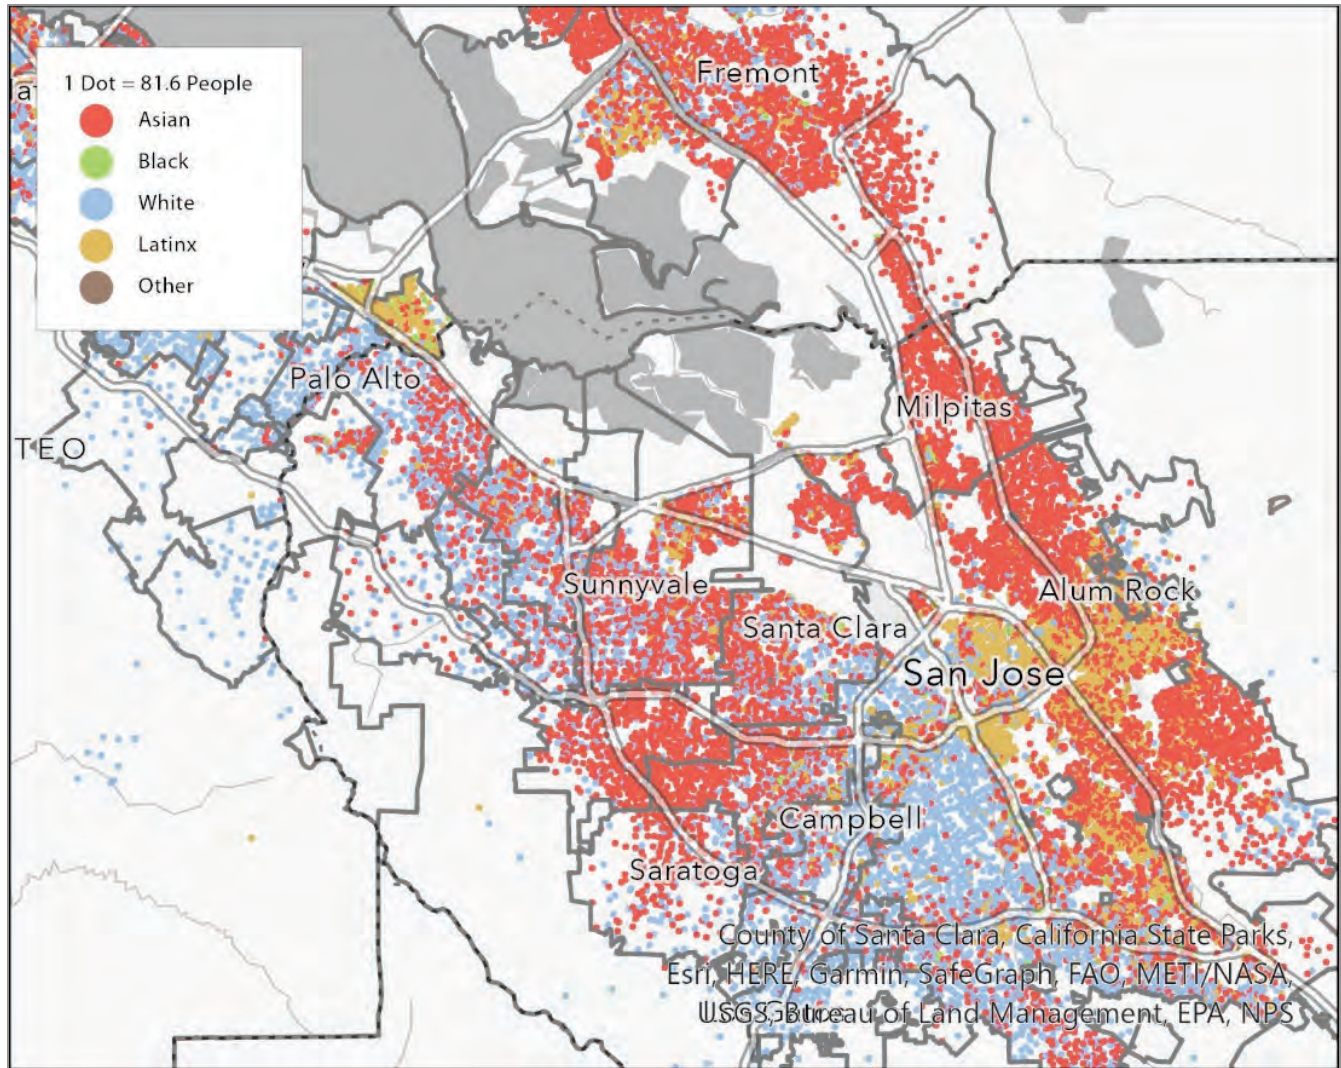 1 Dot = 81.6 People
Asian
Black
White
Latinx
Other
Fremont
Palo Alto
TEO
Milpitas
Sunnyvale
Alum Rock
Santa Clara
San Jose
Campbell
Saratoga
County of Santa Clara, California State Parks,
Esri, HERE, Garmin, SafeGraph, FAO, METI/NASA,
USGS, Bureau of Land Management, EPA, NPS